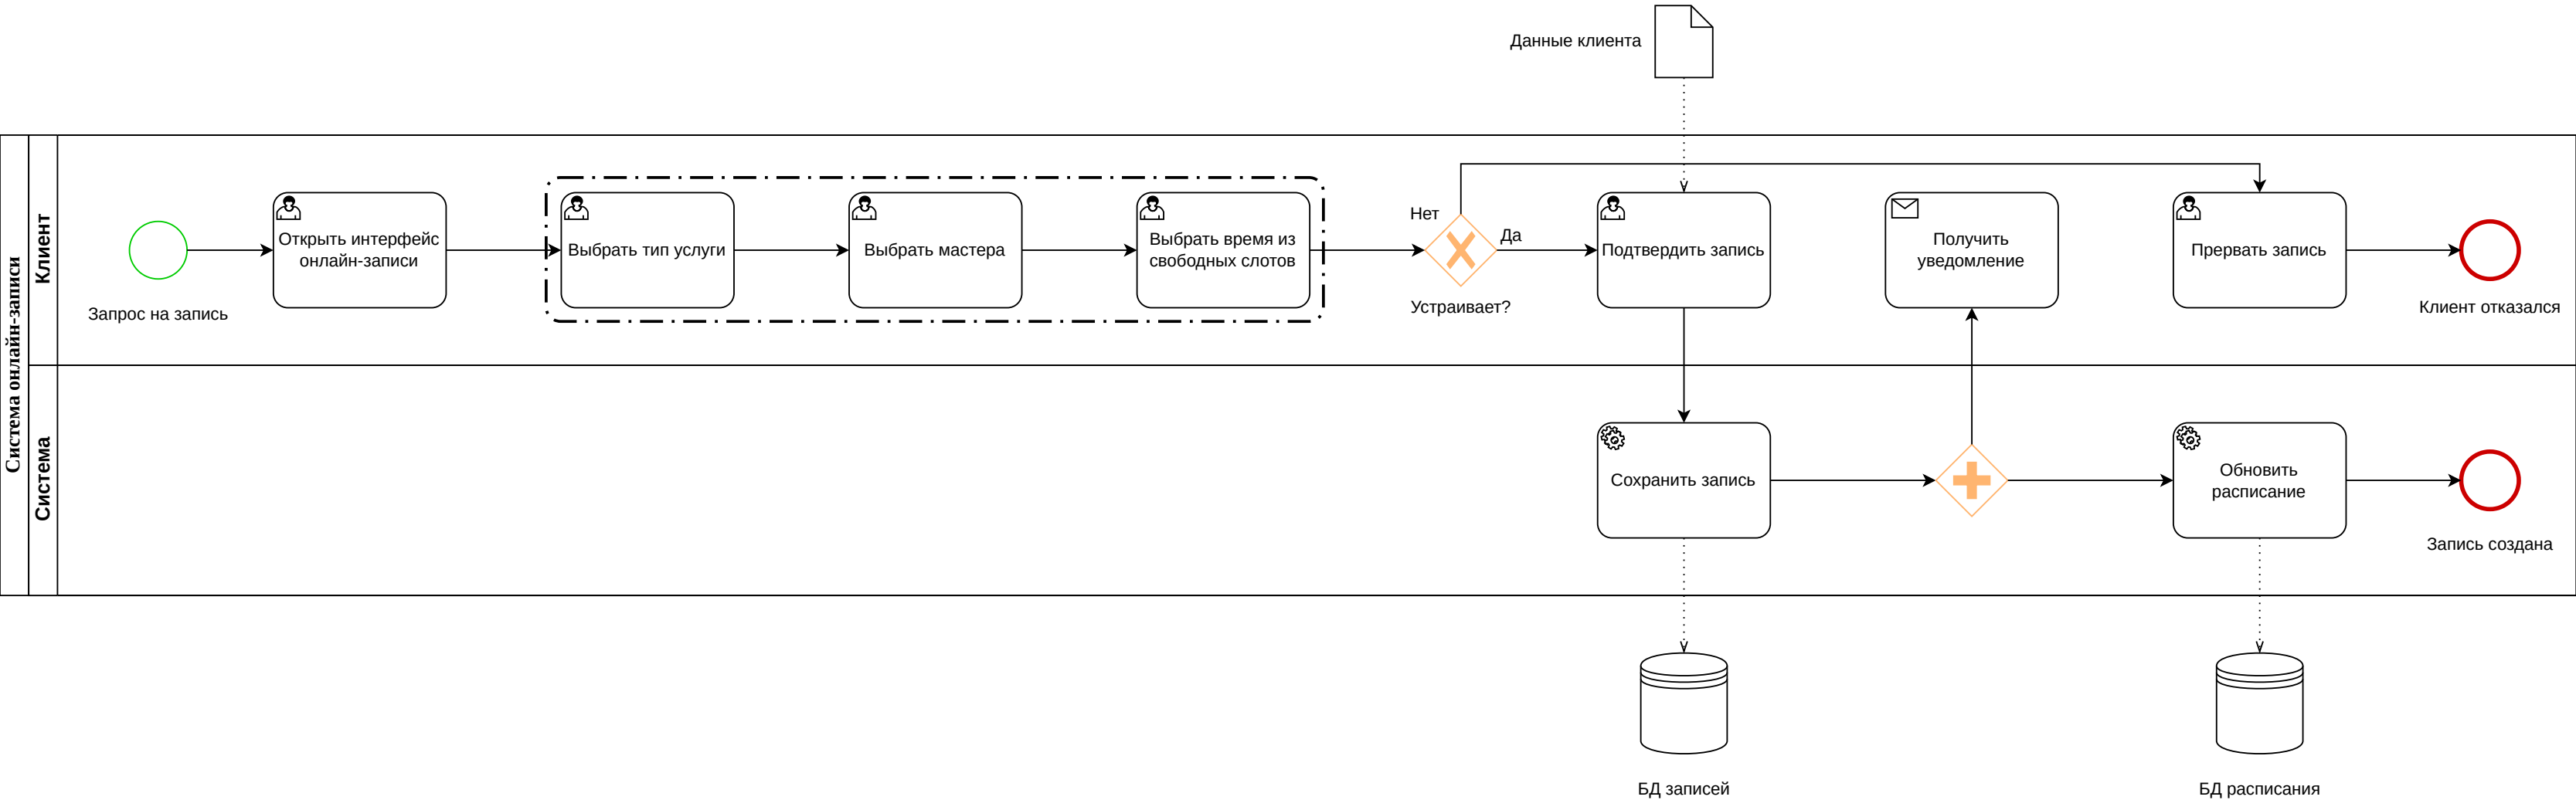 Данные клиента
Система онлайн-записи
Клиент
Запрос на запись
Открыть интерфейс
онлайн-записи
Выбрать тип услуги
Выбрать мастера
Выбрать время из
свободных слотов
Нет
Да
Устраивает?
Подтвердить запись
Получить
уведомление
Прервать запись
Клиент отказался
Система
Сохранить запись
Обновить
расписание
Запись создана
БД записей
БД расписания